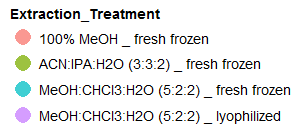 Extraction_Treatment
100% MeOH _ fresh frozen
ACN:IPA:H2O (3:3:2) _ fresh frozen
MeOH:CHCl3:H2O (5:2:2) _ fresh frozen
MeOH:CHCl3:H2O (5:2:2) _ lyophilized